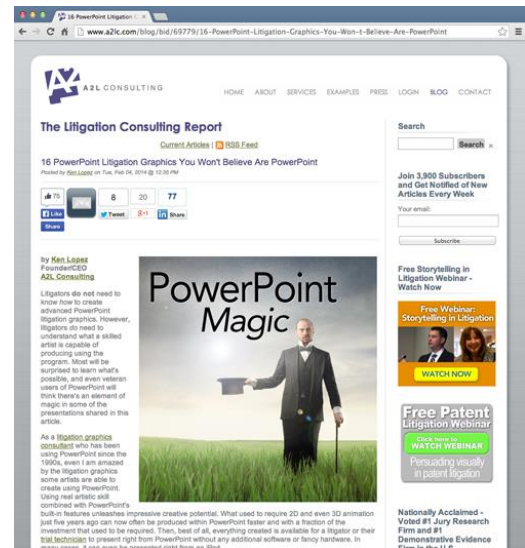 16 PowerPoint Litigation G
www.a2lc.com/blog/bid/69779/16-PowerPoint-Litigation-Graphics-You-Won-t-Believe-Are-PowerPoint
A2L CONSULTING
HOME ABOUT SERVICES EXAMPLES PRESS LOGIN BLOG CONTACT
The Litigation Consulting Report
Current Articles | RSS Feed
16 PowerPoint Litigation Graphics You Won't Believe Are PowerPoint
Posted by Ken Lopez on Tue, Feb 04, 2014 @ 12:35 PM
75 8 20 77
Like Tweet g+1 Share
Share
by Ken Lopez
Founder/CEO
A2L Consulting
Litigators do not need to
know how to create
advanced PowerPoint
litigation graphics. However,
litigators do need to
understand what a skilled
artist is capable of
producing using the
program. Most will be
surprised to learn what's
possible, and even veteran
users of PowerPoint will
think there's an element of
magic in some of the
presentations shared in this
article.
PowerPoint
Magic
As a litigation graphics
consultant who has been
using PowerPoint since the
1990s, even I am amazed
by the litigation graphics
some artists are able to
create using PowerPoint.
Using real artistic skill
combined with PowerPoint's
built-in features unleashes impressive creative potential. What used to require 2D and even 3D animation
just five years ago can now often be produced within PowerPoint faster and with a fraction of the
investment that used to be required. Then, best of all, everything created is available for a litigator or their
trial technician to present right from PowerPoint without any additional software or fancy hardware. In
Search
Search
Join 3,900 Subscribers
and Get Notified of New
Articles Every Week
Your email:
Subscribe
Free Storytelling in
Litigation Webinar -
Watch Now
Free Webinar:
Storytelling in Litigation
WATCH NOW
Free Patent
Litigation Webinar
Click here to
WATCH WEBINAR
Persuading visually
in patent litigation
Nationally Acclaimed -
Voted #1 Jury Research
Firm and #1
Demonstrative Evidence